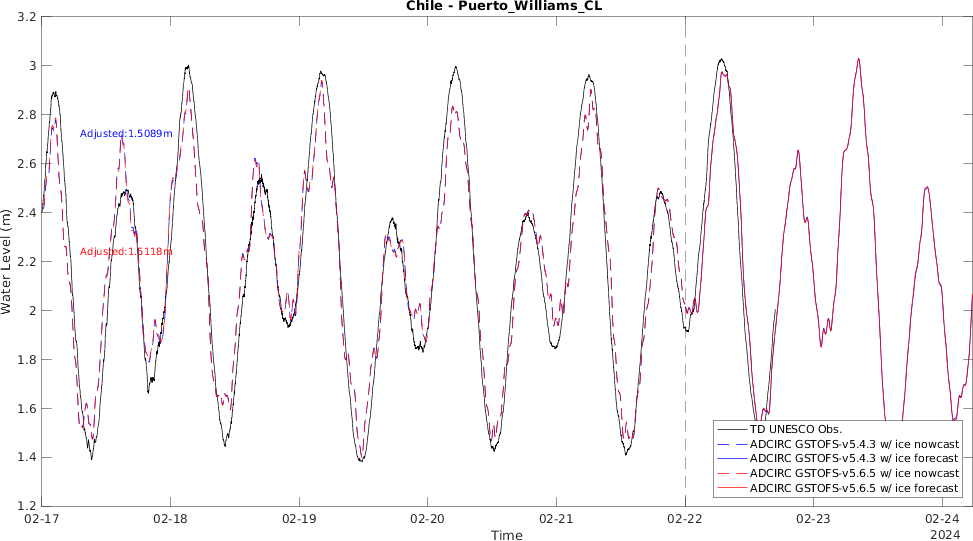 Chile - Puerto_Williams_CL
3.2
3
2.8
2.6
2.4
2.2
2
1.8
1.6
1.4
1.2
Water Level (m)
Adjusted:1.5089m
Adjusted:1.5118m
TD UNESCO Obs.
ADCIRC GSTOFS-v5.4.3 w/ ice nowcast
ADCIRC GSTOFS-v5.4.3 w/ ice forecast
ADCIRC GSTOFS-v5.6.5 w/ ice nowcast
ADCIRC GSTOFS-v5.6.5 w/ ice forecast
02-17 02-18 02-19 02-20 02-21 02-22 02-23 02-24
Time
2024